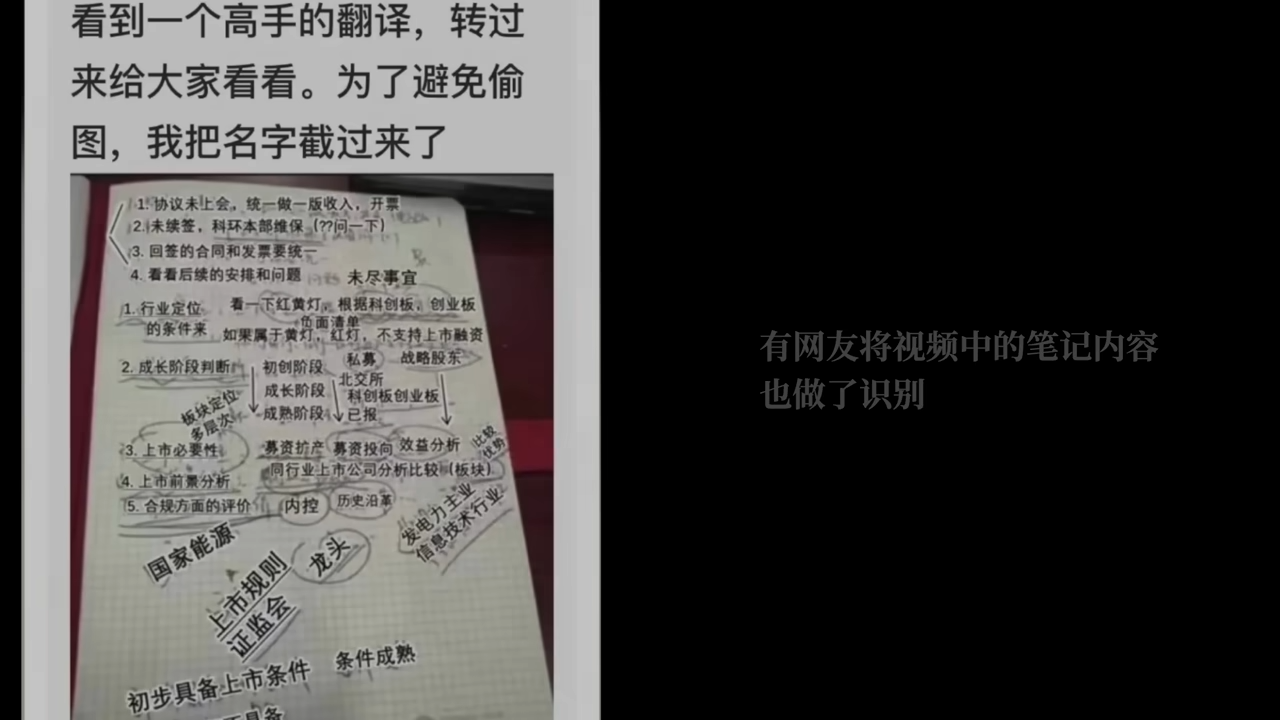 看到一个高手的翻译，转过
来给大家看看。为了避免偷
图，我把名字截过来了
1. 协议未上会，统一做一版收入，开票
2. 未续签，科环本部维保（??问一下）
3. 回签的合同和发票要统一
4. 看看后续的安排和问题
未尽事宜
1. 行业定位
的条件来
看一下红黄灯，根据科创板，创业板
负面清单
如果属于黄灯，红灯，不支持上市融资
2. 成长阶段判断
初创阶段
私募
战略股东
成长阶段
北交所
科创板创业板
成熟阶段
已报
板块定位
多层次
3. 上市必要性
募资扩产
募资投向
效益分析
比较
优势
同行业上市公司分析比较（板块）
4. 上市前景分析
5. 合规方面的评价
内控
历史沿革
发电力主业
信息技术行业
国家能源
龙头
上市规则
证监会
初步具备上市条件
条件成熟
有网友将视频中的笔记内容
也做了识别